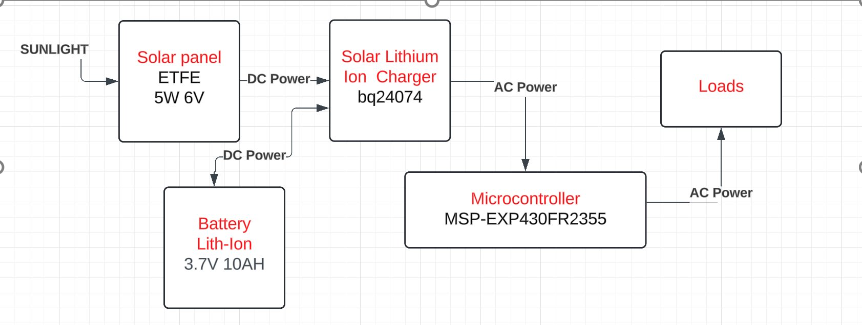 SUNLIGHT
Solar panel
ETFE
5W 6V
DC Power
Solar Lithium
Ion Charger
bq24074
AC Power
Loads
DC Power
Battery
Lith-Ion
3.7V 10AH
Microcontroller
MSP-EXP430FR2355
AC Power